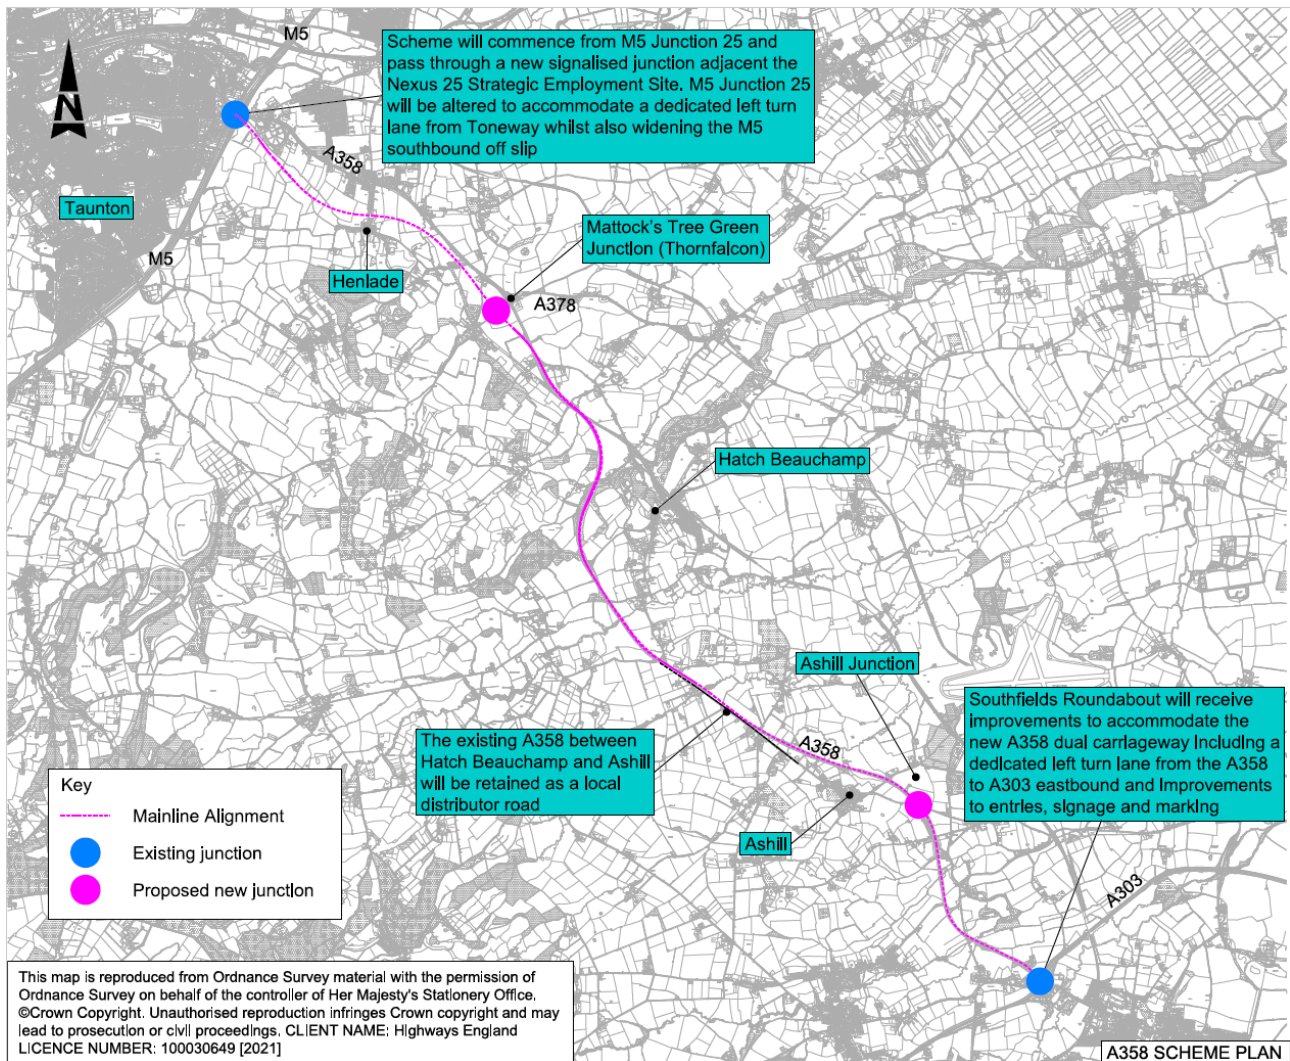 M5
Scheme will commence from M5 Junction 25 and
pass through a new signalised junction adjacent the
Nexus 25 Strategic Employment Site. M5 Junction 25
will be altered to accommodate a dedicated left turn
lane from Toneway whilst also widening the M5
southbound off slip
N
A358
Taunton
Mattock's Tree Green
Junction (Thornfalcon)
M5
Henlade
A378
Hatch Beauchamp
Ashill Junction
Southfields Roundabout will receive
improvements to accommodate the
new A358 dual carriageway including a
dedicated left turn lane from the A358
to A303 eastbound and improvements
to entries, signage and marking
The existing A358 between
Hatch Beauchamp and Ashill
will be retained as a local
distributor road
A358
Ashill
A303
Key
Mainline Alignment
Existing junction
Proposed new junction
This map is reproduced from Ordnance Survey material with the permission of
Ordnance Survey on behalf of the controller of Her Majesty's Stationery Office.
©Crown Copyright. Unauthorised reproduction infringes Crown copyright and may
lead to prosecution or civil proceedings. CLIENT NAME: Highways England
LICENCE NUMBER: 100030649 [2021]
A358 SCHEME PLAN